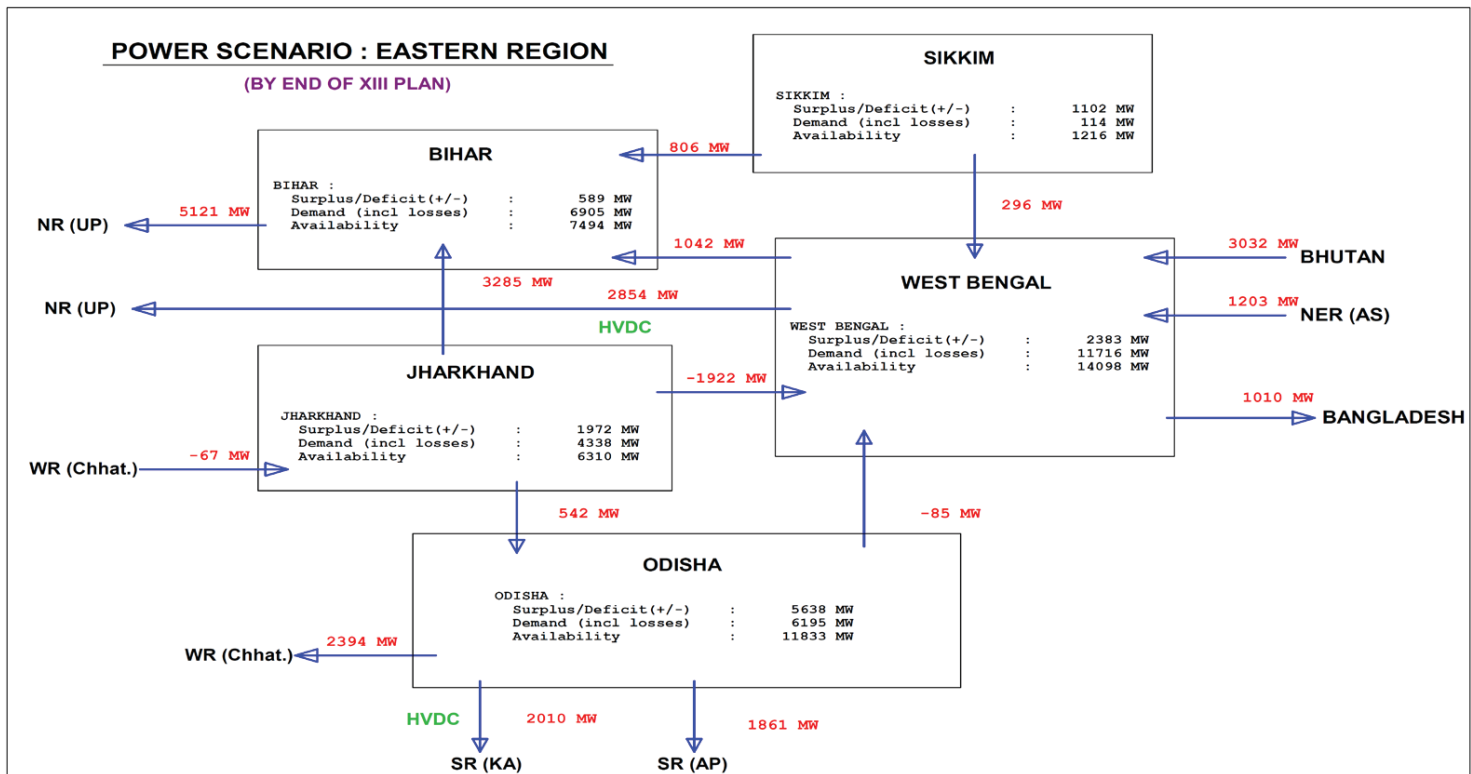 POWER SCENARIO : EASTERN REGION
(BY END OF XIII PLAN)
SIKKIM
SIKKIM :
Surplus/Deficit(+/-) : 1102 MW
Demand (incl losses) : 114 MW
Availability : 1216 MW
806 MW
296 MW
BIHAR
BIHAR :
Surplus/Deficit(+/-) : 589 MW
Demand (incl losses) : 6905 MW
Availability : 7494 MW
5121 MW
NR (UP)
1042 MW
3285 MW
2854 MW
NR (UP)
HVDC
WEST BENGAL
WEST BENGAL :
Surplus/Deficit(+/-) : 2383 MW
Demand (incl losses) : 11716 MW
Availability : 14098 MW
3032 MW
BHUTAN
1203 MW
NER (AS)
1010 MW
BANGLADESH
JHARKHAND
JHARKHAND :
Surplus/Deficit(+/-) : 1972 MW
Demand (incl losses) : 4338 MW
Availability : 6310 MW
-1922 MW
-67 MW
WR (Chhat.)
542 MW
-85 MW
ODISHA
ODISHA :
Surplus/Deficit(+/-) : 5638 MW
Demand (incl losses) : 6195 MW
Availability : 11833 MW
2394 MW
WR (Chhat.)
HVDC
2010 MW
1861 MW
SR (KA)
SR (AP)